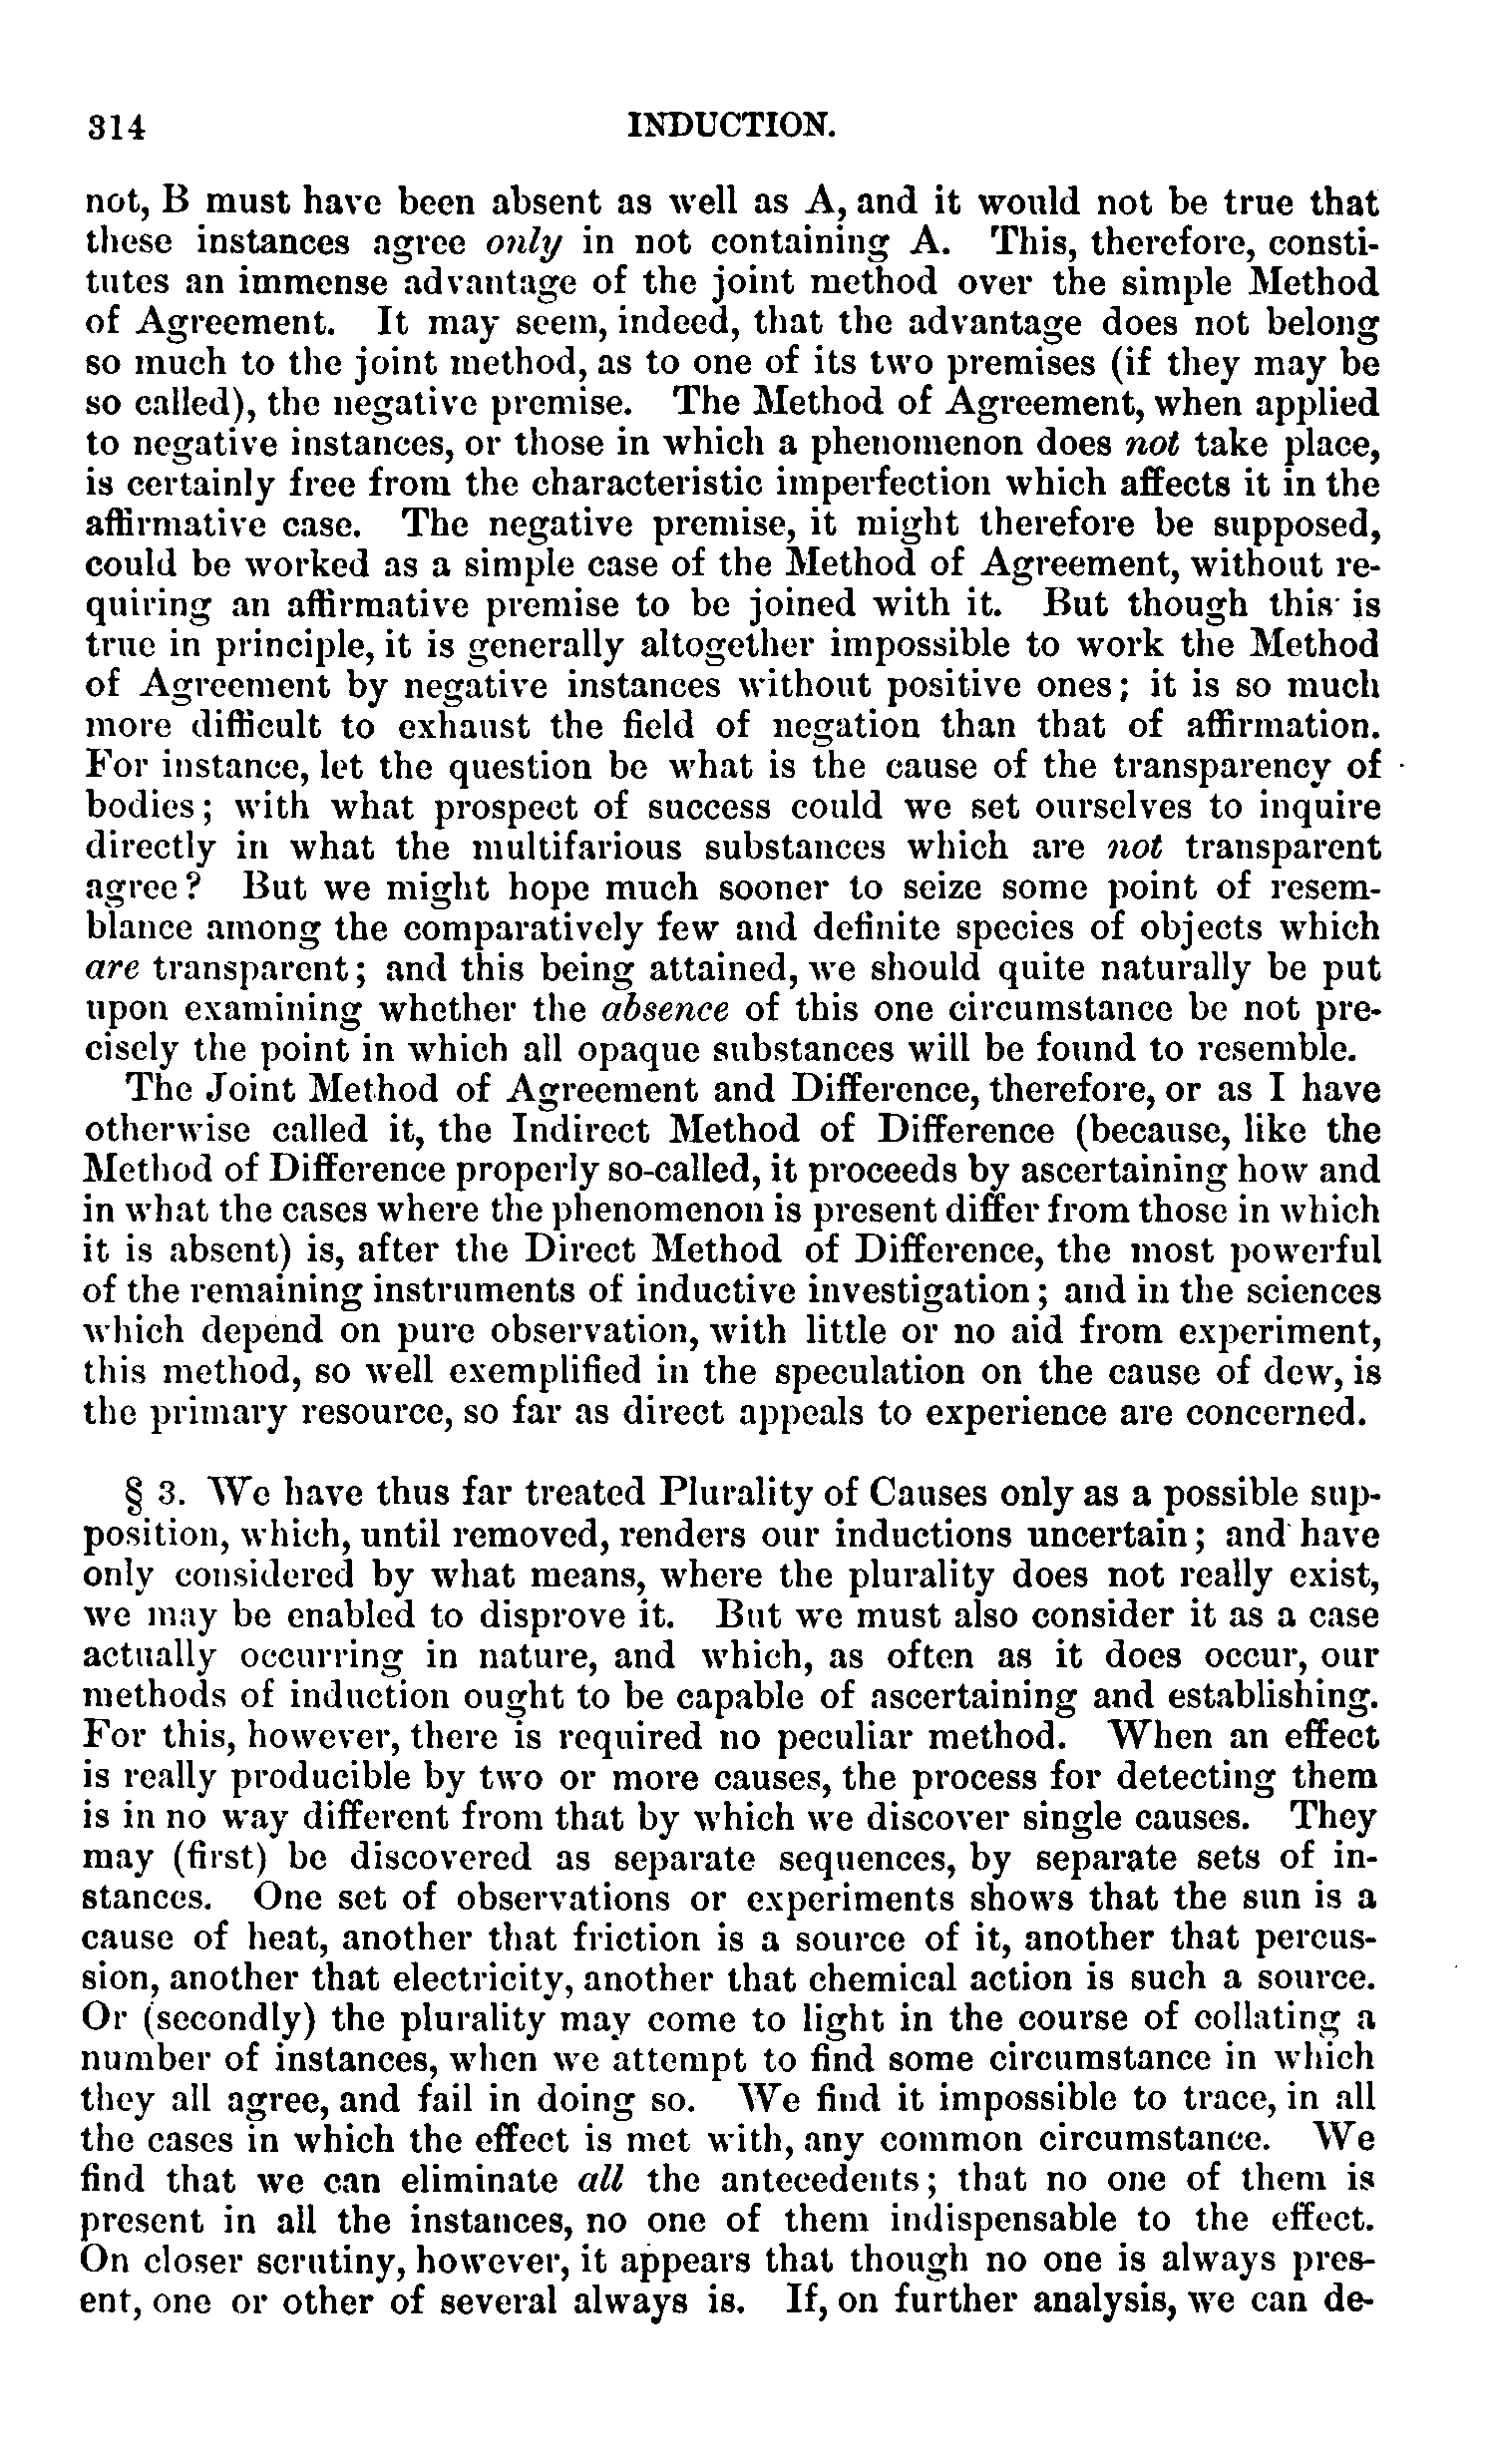 314 INDUCTION.
not, B must have been absent as well as A, and it would not be true that
these instances agree only in not containing A. This, therefore, consti-
tutes an immense advantage of the joint method over the simple Method
of Agreement. It may seem, indeed, that the advantage does not belong
so much to the joint method, as to one of its two premises (if they may be
so called), the negative premise. The Method of Agreement, when applied
to negative instances, or those in which a phenomenon does not take place,
is certainly free from the characteristic imperfection which affects it in the
affirmative case. The negative premise, it might therefore be supposed,
could be worked as a simple case of the Method of Agreement, without re-
quiring an affirmative premise to be joined with it. But though this is
true in principle, it is generally altogether impossible to work the Method
of Agreement by negative instances without positive ones; it is so much
more difficult to exhaust the field of negation than that of affirmation.
For instance, let the question be what is the cause of the transparency of
bodies; with what prospect of success could we set ourselves to inquire
directly in what the multifarious substances which are not transparent
agree? But we might hope much sooner to seize some point of resem-
blance among the comparatively few and definite species of objects which
are transparent; and this being attained, we should quite naturally be put
upon examining whether the absence of this one circumstance be not pre-
cisely the point in which all opaque substances will be found to resemble.
The Joint Method of Agreement and Difference, therefore, or as I have
otherwise called it, the Indirect Method of Difference (because, like the
Method of Difference properly so-called, it proceeds by ascertaining how and
in what the cases where the phenomenon is present differ from those in which
it is absent) is, after the Direct Method of Difference, the most powerful
of the remaining instruments of inductive investigation; and in the sciences
which depend on pure observation, with little or no aid from experiment,
this method, so well exemplified in the speculation on the cause of dew, is
the primary resource, so far as direct appeals to experience are concerned.
§ 3. We have thus far treated Plurality of Causes only as a possible sup-
position, which, until removed, renders our inductions uncertain; and have
only considered by what means, where the plurality does not really exist,
we may be enabled to disprove it. But we must also consider it as a case
actually occurring in nature, and which, as often as it does occur, our
methods of induction ought to be capable of ascertaining and establishing.
For this, however, there is required no peculiar method. When an effect
is really producible by two or more causes, the process for detecting them
is in no way different from that by which we discover single causes. They
may (first) be discovered as separate sequences, by separate sets of in-
stances. One set of observations or experiments shows that the sun is a
cause of heat, another that friction is a source of it, another that percus-
sion, another that electricity, another that chemical action is such a source.
Or (secondly) the plurality may come to light in the course of collating a
number of instances, when we attempt to find some circumstance in which
they all agree, and fail in doing so. We find it impossible to trace, in all
the cases in which the effect is met with, any common circumstance. We
find that we can eliminate all the antecedents; that no one of them is
present in all the instances, no one of them indispensable to the effect.
On closer scrutiny, however, it appears that though no one is always pres-
ent, one or other of several always is. If, on further analysis, we can de-